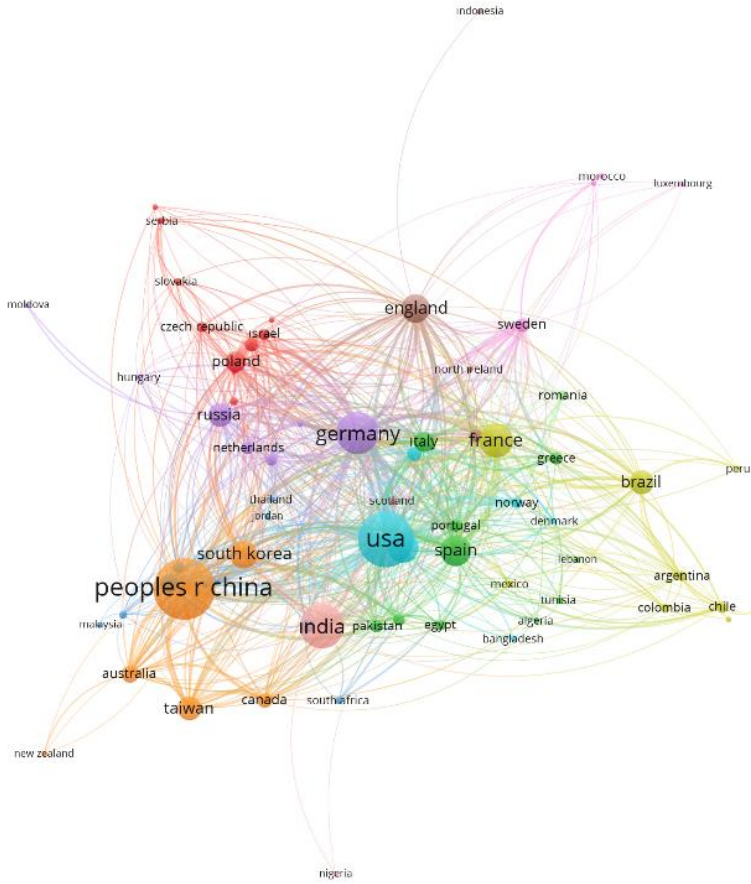 indonesia
morocco
luxembourg
serbia
slovakia
moldova
england
czech republic
israel
sweden
poland
north ireland
hungary
romania
russia
germany
italy
france
netherlands
greece
peru
brazil
thailand
scotland
norway
jordan
portugal
denmark
usa
south korea
spain
lebanon
argentina
peoples r china
mexico
tunisia
colombia
chile
malaysia
india
pakistan
egypt
algeria
bangladesh
australia
canada
south africa
taiwan
new zealand
nigeria